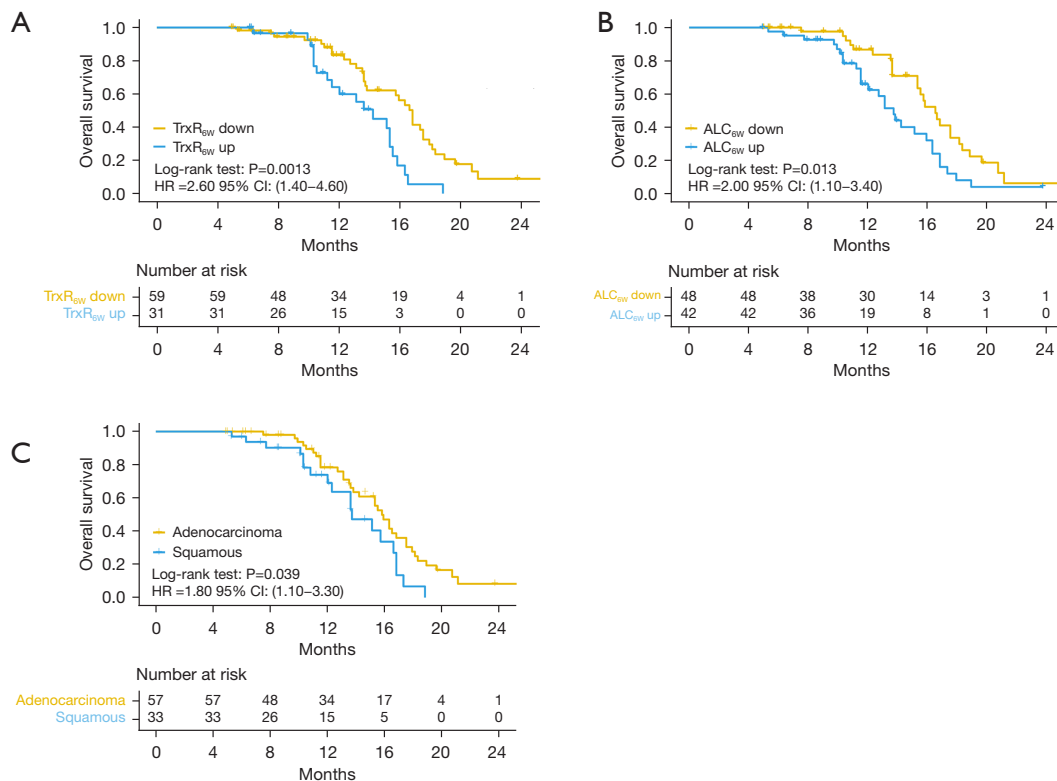 A
Overall survival
1.0
0.8
0.6
0.4
0.2
0.0
TrxR6W down
TrxR6W up
Log-rank test: P=0.0013
HR =2.60 95% CI: (1.40–4.60)
0 4 8 12 16 20 24
Months
Number at risk
TrxR6W down 59 59 48 34 19 4 1
TrxR6W up 31 31 26 15 3 0 0
0 4 8 12 16 20 24
Months
B
Overall survival
1.0
0.8
0.6
0.4
0.2
0.0
ALC6W down
ALC6W up
Log-rank test: P=0.013
HR =2.00 95% CI: (1.10–3.40)
0 4 8 12 16 20 24
Months
Number at risk
ALC6W down 48 48 38 30 14 3 1
ALC6W up 42 42 36 19 8 1 0
0 4 8 12 16 20 24
Months
C
Overall survival
1.0
0.8
0.6
0.4
0.2
0.0
Adenocarcinoma
Squamous
Log-rank test: P=0.039
HR =1.80 95% CI: (1.10–3.30)
0 4 8 12 16 20 24
Months
Number at risk
Adenocarcinoma 57 57 48 34 17 4 1
Squamous 33 33 26 15 5 0 0
0 4 8 12 16 20 24
Months